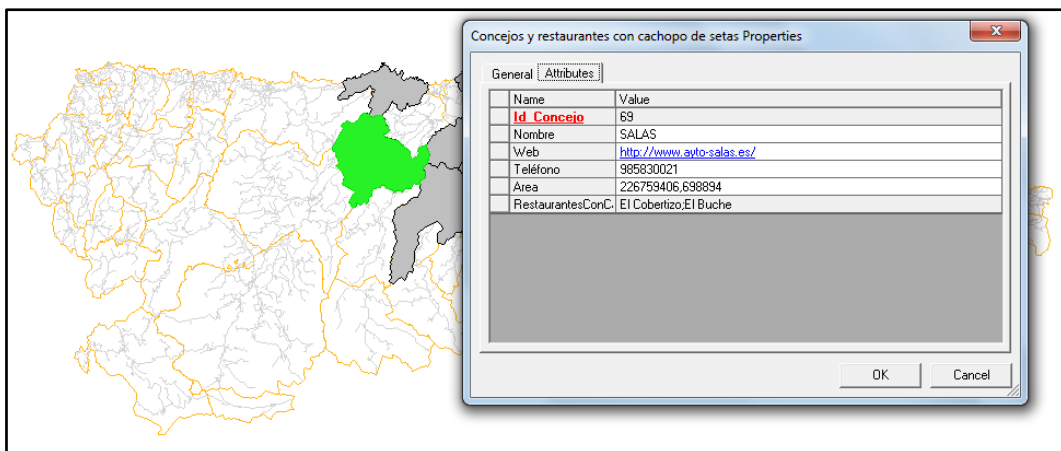 Concejos y restaurantes con cachopo de setas Properties
General Attributes
Name Value
Id_Concejo 69
Nombre SALAS
Web http://www.ayto-salas.es/
Teléfono 985830021
Area 226759406,698894
RestaurantesConC. El Cobertizo;El Buche
OK Cancel